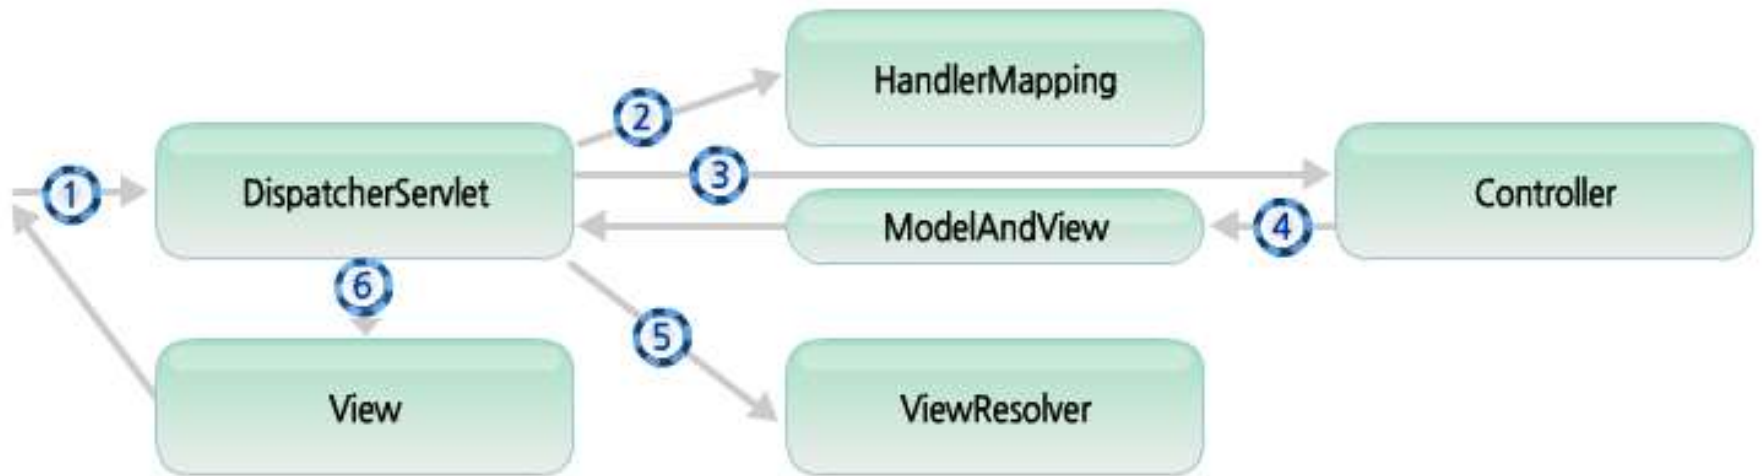 HandlerMapping
2
1
DispatcherServlet
3
Controller
ModelAndView
4
6
5
View
ViewResolver